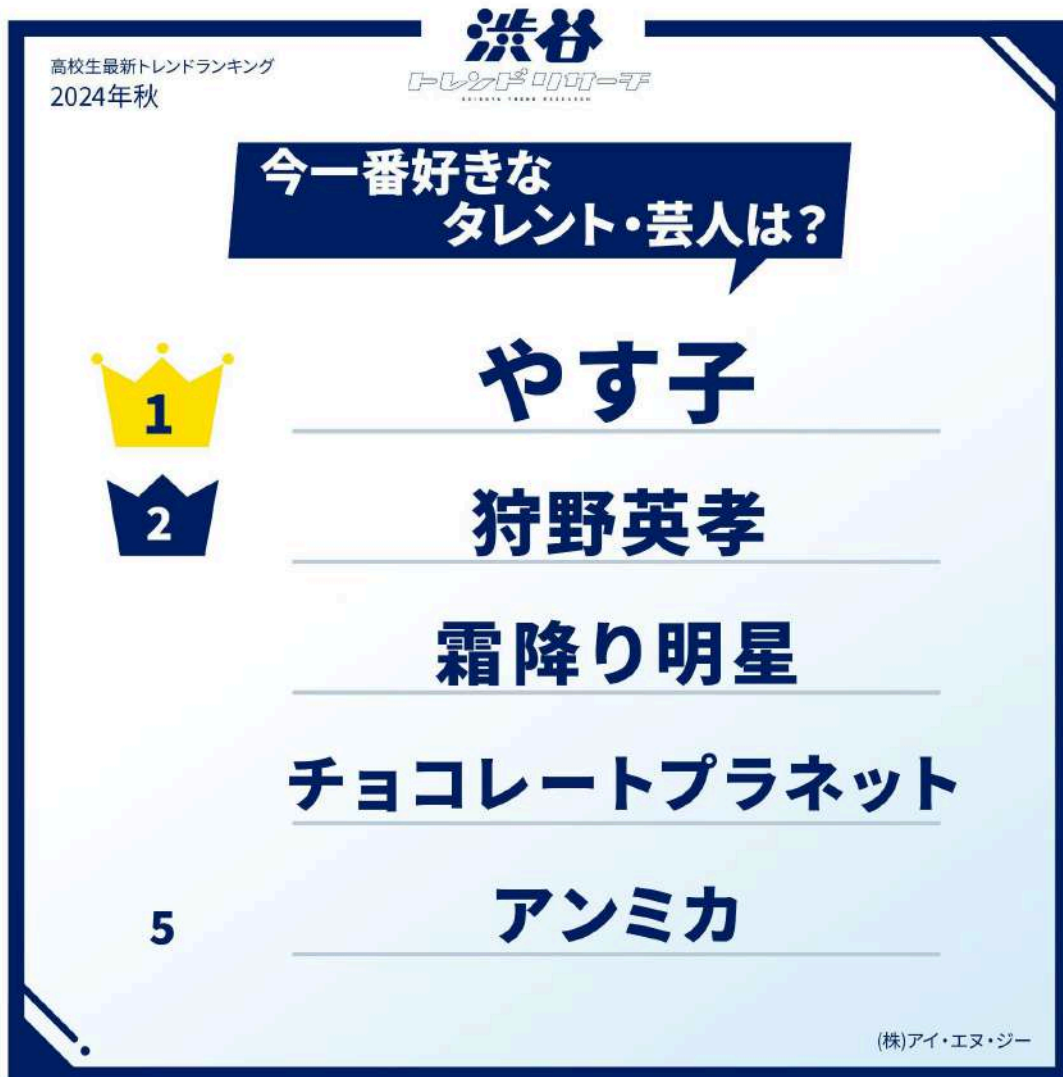 渋谷
トレンドリサーチ
SHIBUYA TREND RESEARCH
高校生最新トレンドランキング
2024年秋
今一番好きな
タレント・芸人は？
1 やす子
2 狩野英孝
霜降り明星
チョコレートプラネット
5 アンミカ
(株)アイ・エヌ・ジー